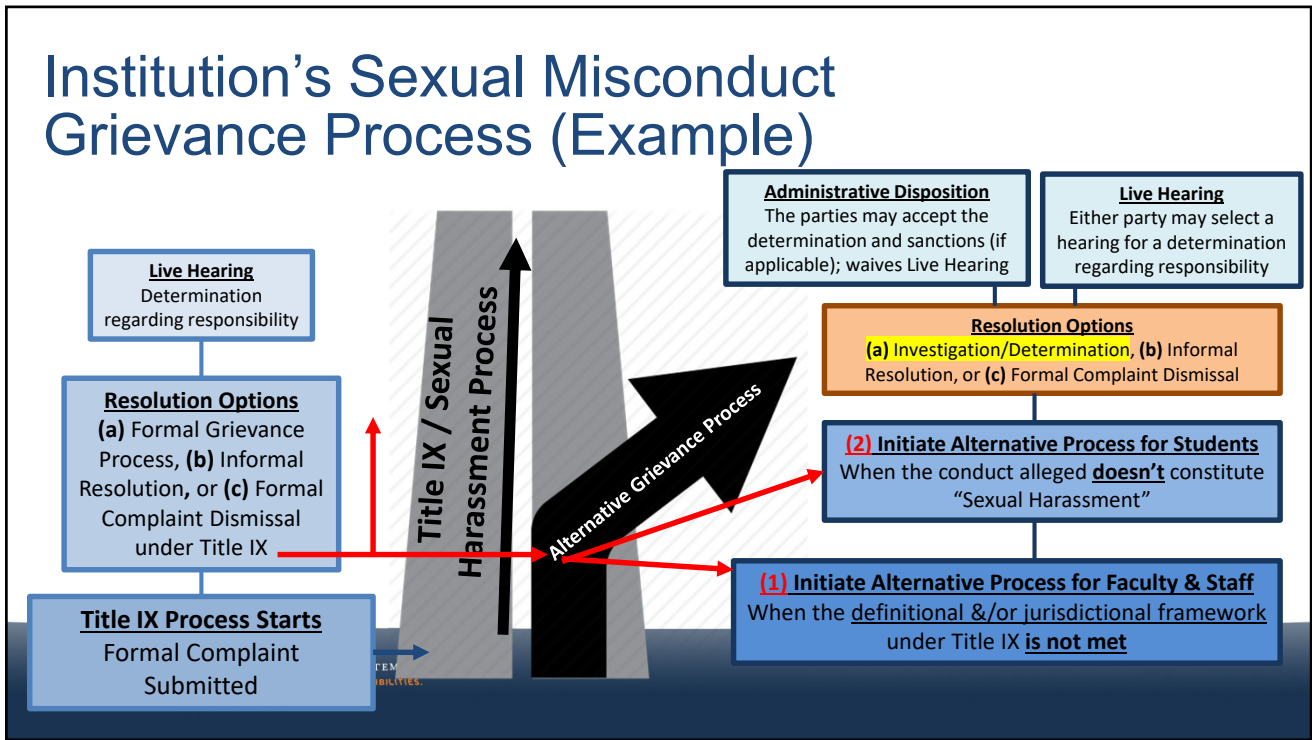 Institution’s Sexual Misconduct
Grievance Process (Example)
Live Hearing
Determination
regarding responsibility
Resolution Options
(a) Formal Grievance
Process, (b) Informal
Resolution, or (c) Formal
Complaint Dismissal
under Title IX
Title IX Process Starts
Formal Complaint
Submitted
Title IX / Sexual
Harassment Process
Alternative Grievance Process
Administrative Disposition
The parties may accept the
determination and sanctions (if
applicable); waives Live Hearing
Live Hearing
Either party may select a
hearing for a determination
regarding responsibility
Resolution Options
(a) Investigation/Determination, (b) Informal
Resolution, or (c) Formal Complaint Dismissal
(2) Initiate Alternative Process for Students
When the conduct alleged doesn’t constitute
“Sexual Harassment”
(1) Initiate Alternative Process for Faculty & Staff
When the definitional &/or jurisdictional framework
under Title IX is not met